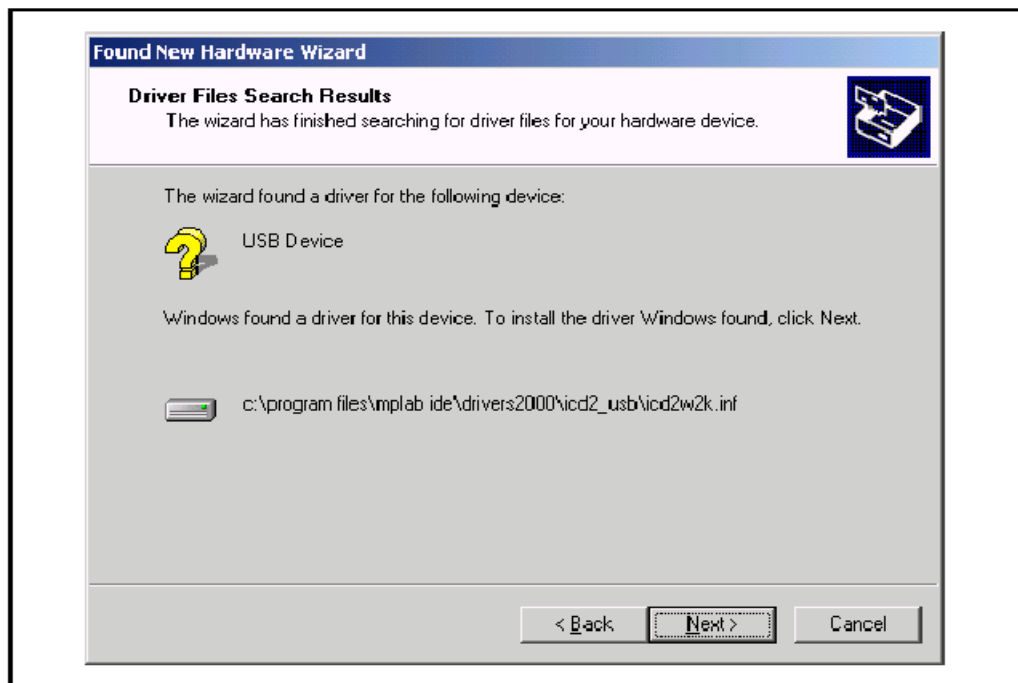 Found New Hardware Wizard
Driver Files Search Results
The wizard has finished searching for driver files for your hardware device.
The wizard found a driver for the following device:
USB Device
Windows found a driver for this device. To install the driver Windows found, click Next.
c:\program files\mplab ide\drivers2000\icd2_usb\icd2w2k.inf
< Back
Next >
Cancel